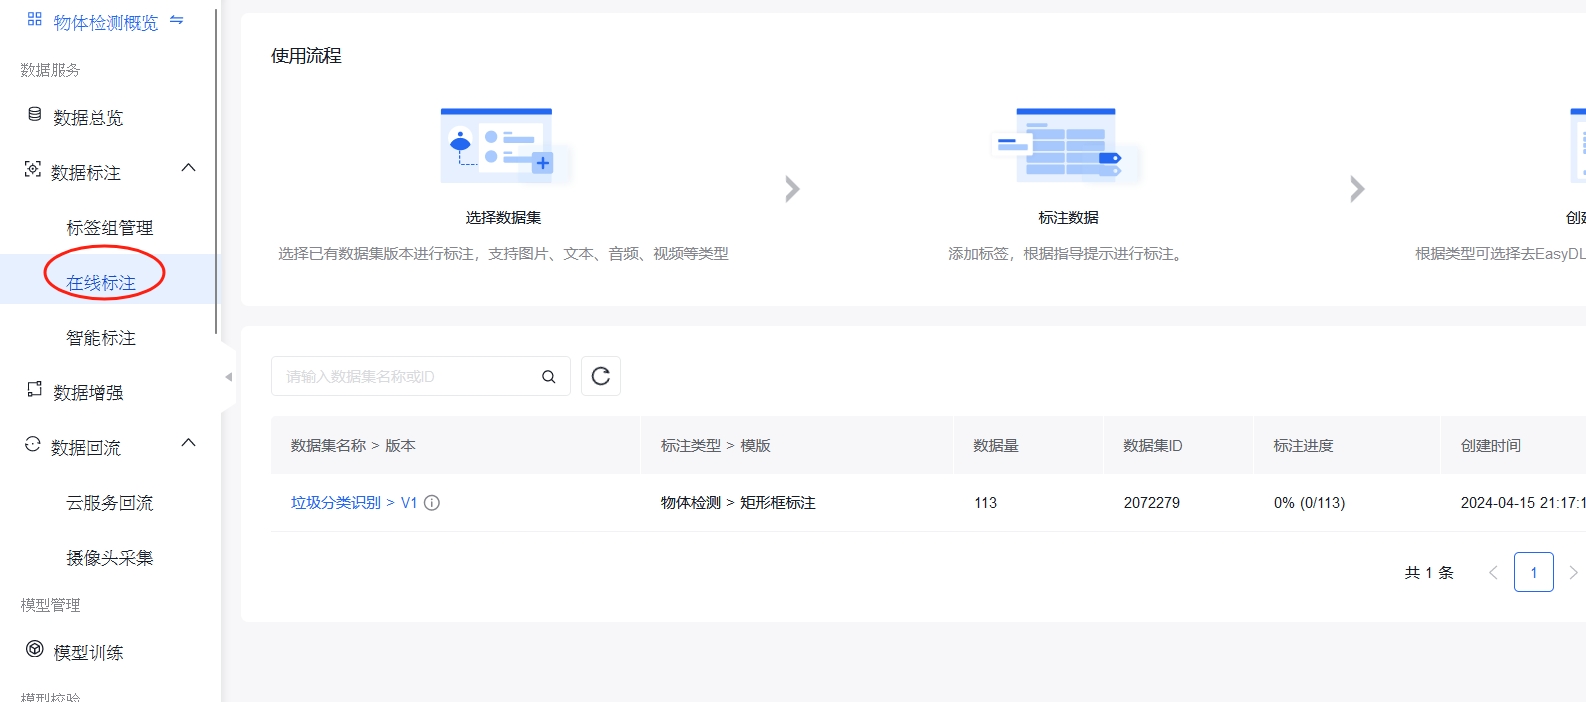 物体检测概览
数据服务
数据总览
数据标注
标签组管理
在线标注
智能标注
数据增强
数据回流
云服务回流
摄像头采集
模型管理
模型训练
模型校验
使用流程
选择数据集
选择已有数据集版本进行标注，支持图片、文本、音频、视频等类型
标注数据
添加标签，根据指导提示进行标注。
创建
根据类型可选择去EasyDL
请输入数据集名称或ID
数据集名称 > 版本 标注类型 > 模版 数据量 数据集ID 标注进度 创建时间
垃圾分类识别 > V1 物体检测 > 矩形框标注 113 2072279 0% (0/113) 2024-04-15 21:17:1
共 1 条 1